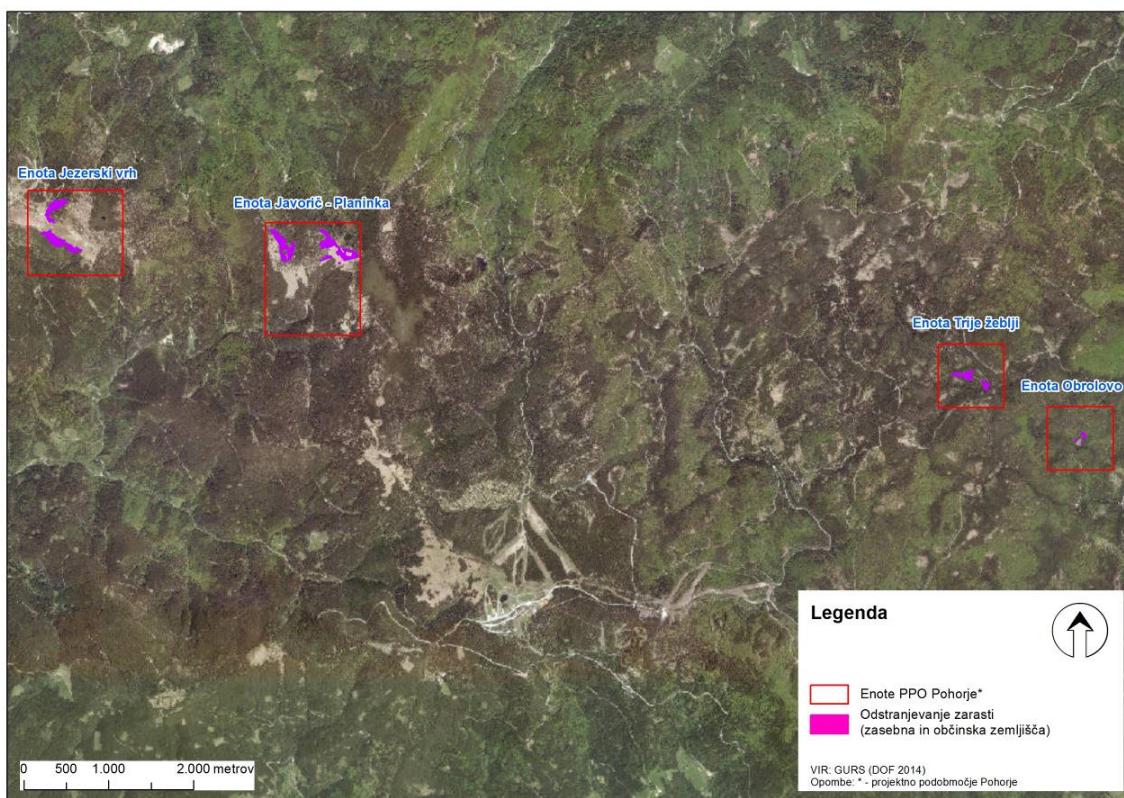 Enota Jezerski vrh
Enota Javorič - Planinka
Enota Trije žeblji
Enota Obrolovo
Legenda
Enote PPO Pohorje*
Odstranjevanje zarasti
(zasebna in občinska zemljišča)
VIR: GURS (DOF 2014)
Opombe: * - projektno podobmočje Pohorje
0 500 1.000 2.000 metrov